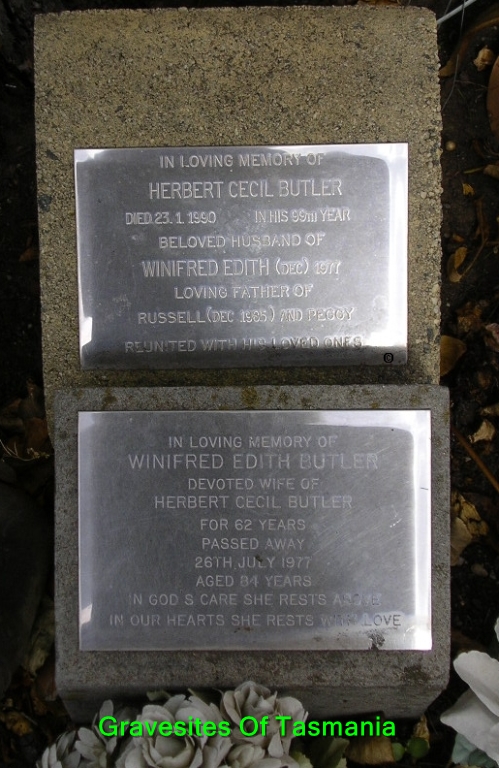 IN LOVING MEMORY OF
HERBERT CECIL BUTLER
DIED 23. 1. 1990 IN HIS 99TH YEAR
BELOVED HUSBAND OF
WINIFRED EDITH (DEC) 1977
LOVING FATHER OF
RUSSELL (DEC 1985) AND PEGGY
REUNITED WITH HIS LOVED ONES
IN LOVING MEMORY OF
WINIFRED EDITH BUTLER
DEVOTED WIFE OF
HERBERT CECIL BUTLER
FOR 62 YEARS
PASSED AWAY
26TH JULY 1977
AGED 84 YEARS
IN GOD'S CARE SHE RESTS ABOVE
IN OUR HEARTS SHE RESTS WITH LOVE
Gravesites Of Tasmania